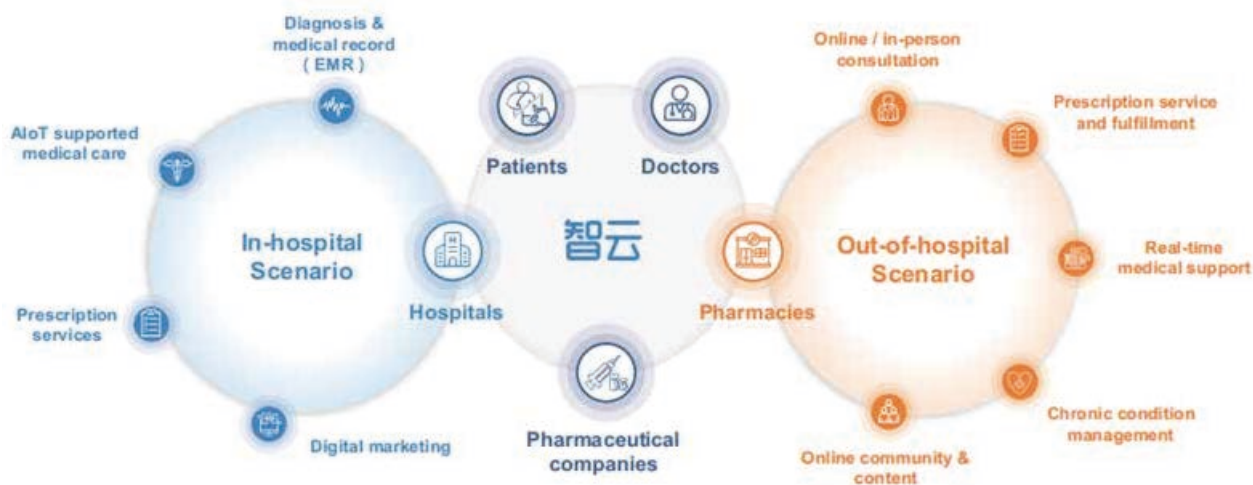 Diagnosis &
medical record
( EMR )
AIoT supported
medical care
In-hospital
Scenario
Prescription
services
Digital marketing
Patients
Doctors
智云
Hospitals
Pharmacies
Pharmaceutical
companies
Online / in-person
consultation
Prescription service
and fulfillment
Out-of-hospital
Scenario
Real-time
medical support
Chronic condition
management
Online community &
content